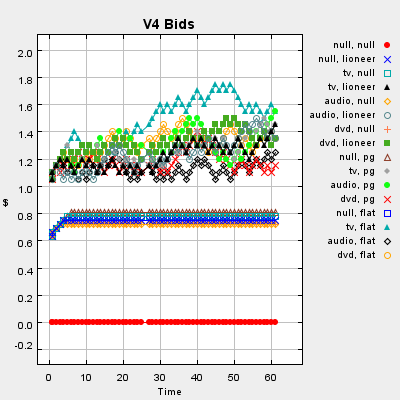 V4 Bids
2.0
1.8
1.6
1.4
1.2
1.0
0.8
0.6
0.4
0.2
0.0
-0.2
$
0 10 20 30 40 50 60
Time
null, null
null, lioneer
tv, null
tv, lioneer
audio, null
audio, lioneer
dvd, null
dvd, lioneer
null, pg
tv, pg
audio, pg
dvd, pg
null, flat
tv, flat
audio, flat
dvd, flat